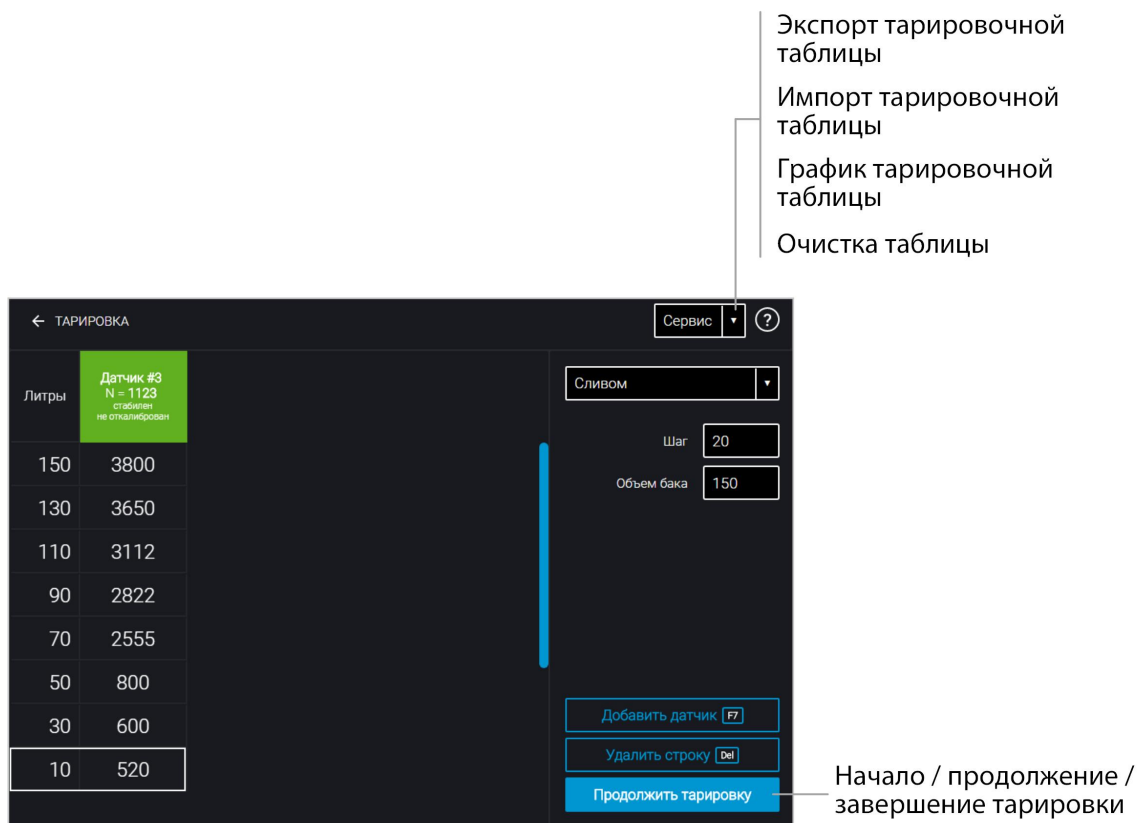 Экспорт тарировочной
таблицы
Импорт тарировочной
таблицы
График тарировочной
таблицы
Очистка таблицы
ТАРИРОВКА
Сервис
?
Литры
Датчик #3
N = 1123
стабилен
не откалиброван
150 3800
130 3650
110 3112
90 2822
70 2555
50 800
30 600
10 520
Сливом
Шаг 20
Объем бака 150
Добавить датчик F7
Удалить строку Del
Продолжить тарировку
Начало / продолжение /
завершение тарировки